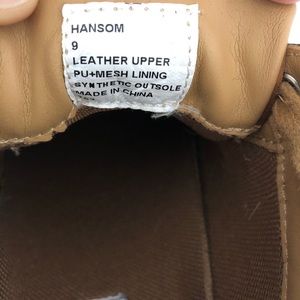 HANSOM
9
LEATHER UPPER
PU+MESH LINING
SYNTHETIC OUTSOLE
MADE IN CHINA